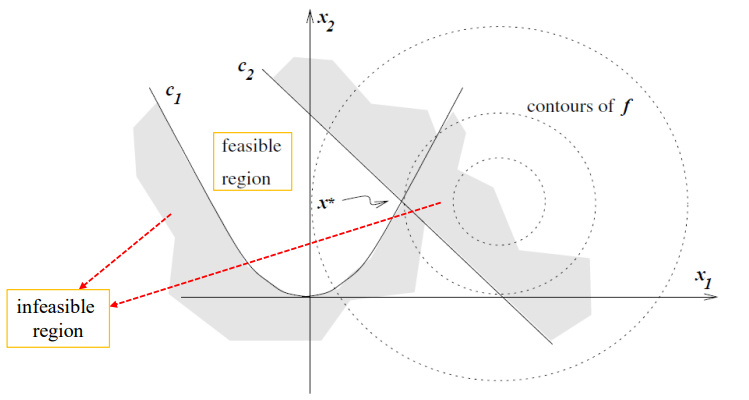 x2
c2
c1
contours of f
feasible
region
x*
x1
infeasible
region